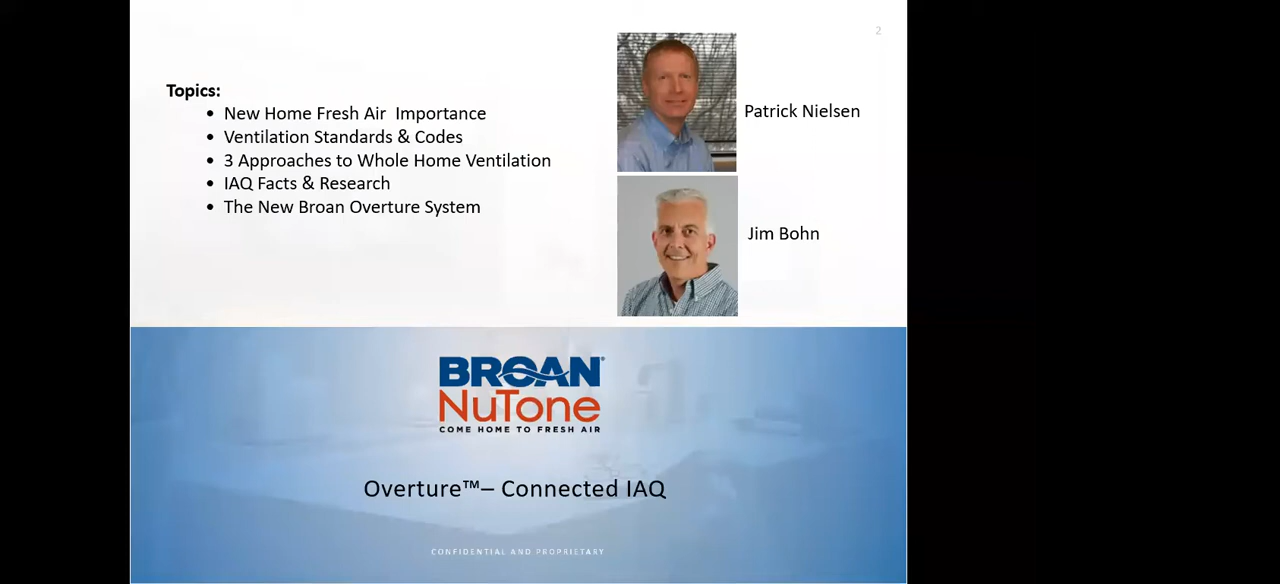 2
Topics:
• New Home Fresh Air  Importance
• Ventilation Standards & Codes
• 3 Approaches to Whole Home Ventilation
• IAQ Facts & Research
• The New Broan Overture System
Patrick Nielsen
Jim Bohn
BROAN®
NuTone
COME HOME TO FRESH AIR
Overture™– Connected IAQ
CONFIDENTIAL AND PROPRIETARY